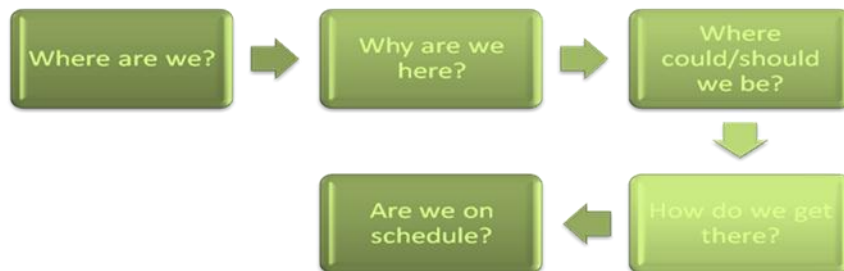 Where are we?
Why are we
here?
Where
could/should
we be?
How do we get
there?
Are we on
schedule?